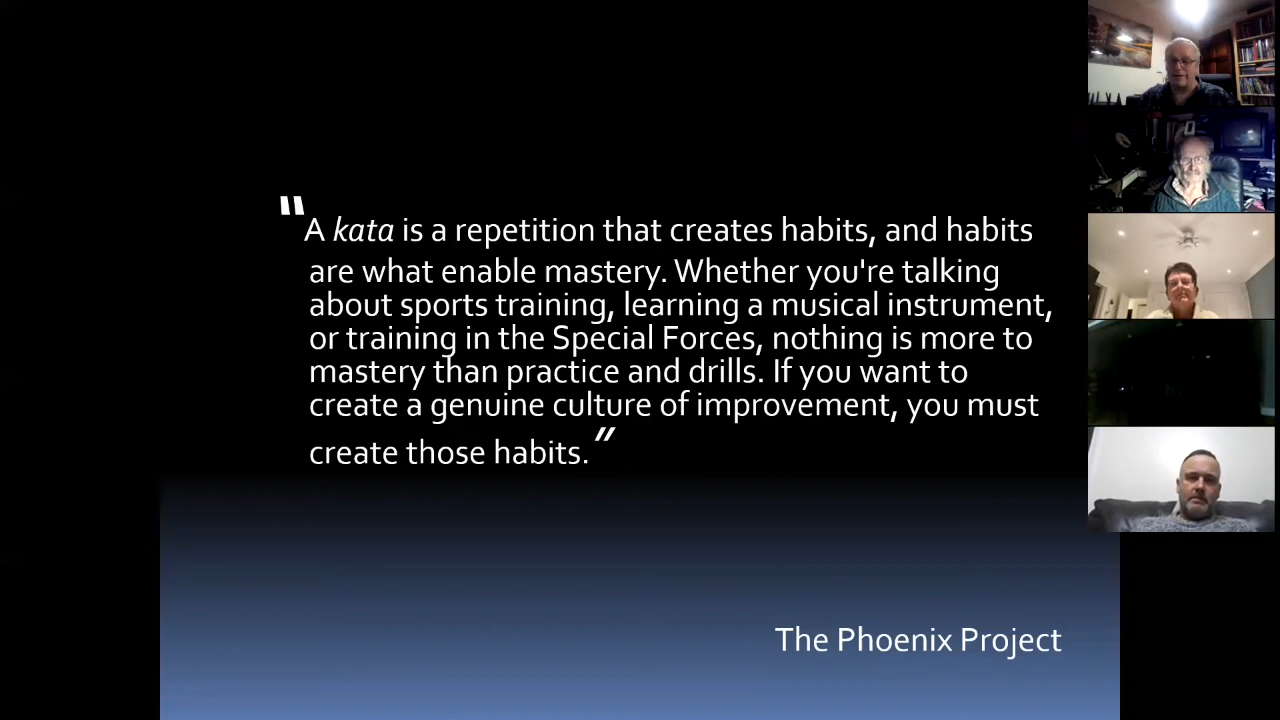 "A kata is a repetition that creates habits, and habits
are what enable mastery. Whether you're talking
about sports training, learning a musical instrument,
or training in the Special Forces, nothing is more to
mastery than practice and drills. If you want to
create a genuine culture of improvement, you must
create those habits."
The Phoenix Project